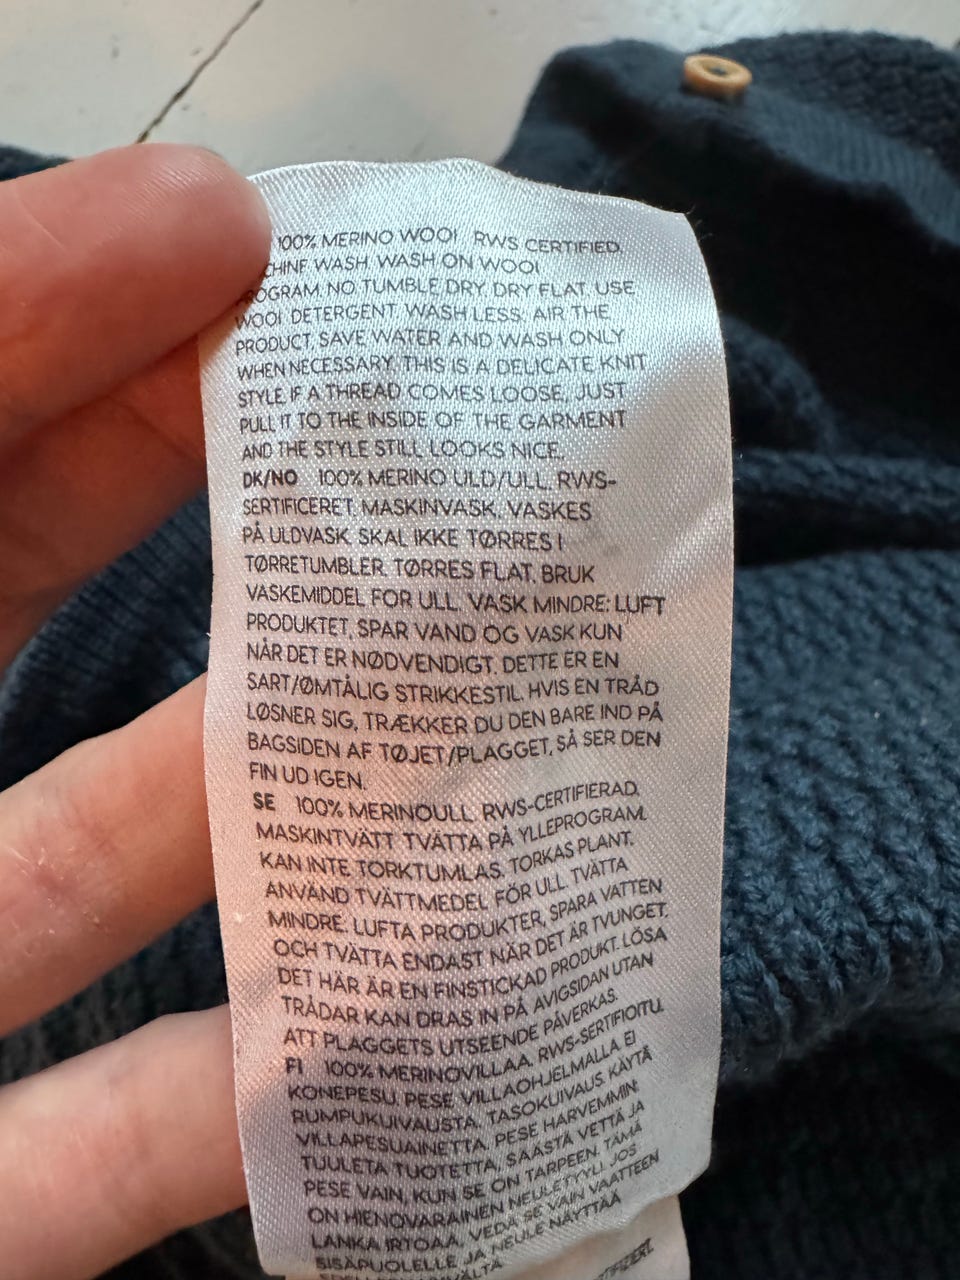 100% MERINO WOOL RWS CERTIFIED.
CHINE WASH WASH ON WOOL
ROGRAM. NO TUMBLE DRY. DRY FLAT. USE
WOOL DETERGENT. WASH LESS: AIR THE
PRODUCT, SAVE WATER AND WASH ONLY
WHEN NECESSARY. THIS IS A DELICATE KNIT
STYLE. IF A THREAD COMES LOOSE, JUST
PULL IT TO THE INSIDE OF THE GARMENT
AND THE STYLE STILL LOOKS NICE.
DK/NO 100% MERINO ULD/ULL. RWS-
SERTIFICERET. MASKINVASK. VASKES
PÅ ULDVASK. SKAL IKKE TØRRES I
TØRRETUMBLER. TØRRES FLAT. BRUK
VASKEMIDDEL FOR ULL. VASK MINDRE: LUFT
PRODUKTET, SPAR VAND OG VASK KUN
NÅR DET ER NØDVENDIGT. DETTE ER EN
SART/ØMTÅLIG STRIKKESTIL. HVIS EN TRÅD
LØSNER SIG, TRÆKKER DU DEN BARE IND PÅ
BAGSIDEN AF TØJET/PLAGGET, SÅ SER DEN
FIN UD IGEN.
SE 100% MERINOULL. RWS-CERTIFIERAD.
MASKINTVÄTT. TVÄTTA PÅ YLLEPROGRAM.
KAN INTE TORKTUMLAS. TORKAS PLANT.
ANVÄND TVÄTTMEDEL FÖR ULL. TVÄTTA
MINDRE: LUFTA PRODUKTER, SPARA VATTEN
OCH TVÄTTA ENDAST NÄR DET ÄR TVUNGET.
DET HÄR ÄR EN FINSTICKAD PRODUKT. LÖSA
TRÅDAR KAN DRAS IN PÅ AVIGSIDAN UTAN
ATT PLAGGETS UTSEENDE PÅVERKAS.
FI 100% MERINOVILLAA. RWS-SERTIFIOITU.
KONEPESU. PESE VILLAOHJELMALLA. EI
RUMPUKUIVAUSTA. TASOKUIVAUS. KÄYTÄ
VILLAPESUAINETTA. PESE HARVEMMIN:
TUULETA TUOTETTA, SÄÄSTÄ VETTÄ JA
PESE VAIN, KUN SE ON TARPEEN. TÄMÄ
ON HIENOVARAINEN NEULETYYLI. JOS
LANKA IRTOAA, VEDÄ SE VAIN VAATTEEN
SISÄPUOLELLE JA NEULE NÄYTTÄÄ